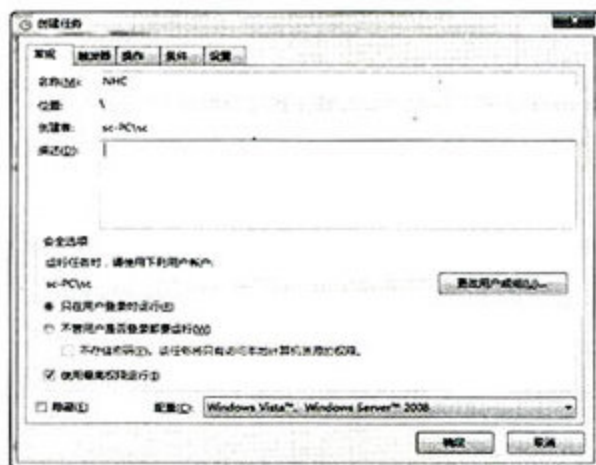 创建任务
常规 触发器 操作 条件 设置
名称(M): NHC
位置: \
创建者: sc-PC\sc
描述(D):
安全选项
运行任务时，请使用下列用户帐户:
sc-PC\sc
更改用户或组(U)...
只在用户登录时运行(R)
不管用户是否登录都要运行(W)
不存储密码(P)。该任务将只有访问本地计算机资源的权限。
使用最高权限运行(I)
隐藏(E) 配置(C): Windows Vista™、Windows Server™ 2008
确定 取消